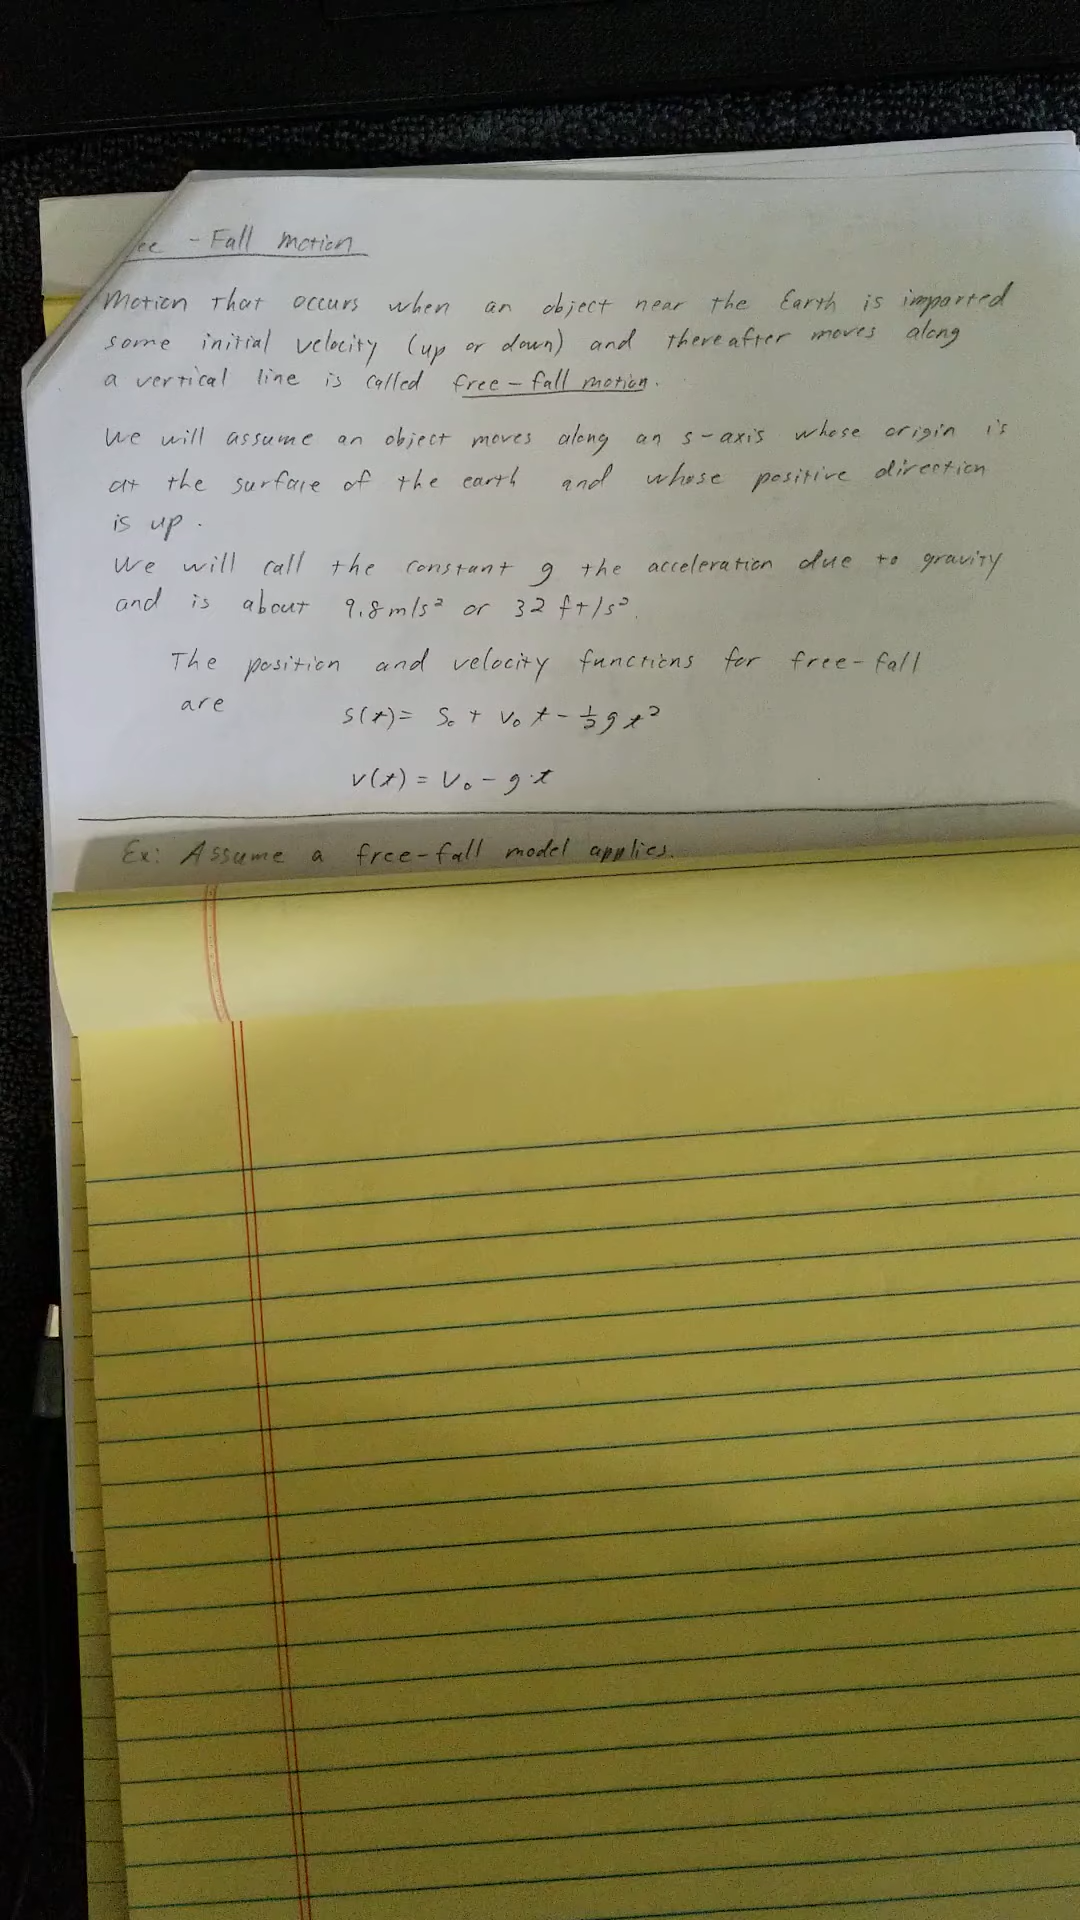 ee - Fall Motion
Motion that occurs when an object near the Earth is imparted
some initial velocity (up or down) and thereafter moves along
a vertical line is called free-fall motion.
We will assume an object moves along an s-axis whose origin is
at the surface of the earth and whose positive direction
is up.
We will call the constant g the acceleration due to gravity
and is about 9.8m/s² or 32 ft/s².
The position and velocity functions for free-fall
are
s(t) = s₀ + v₀t - ½gt²
v(t) = v₀ - g·t
Ex: Assume a free-fall model applies.